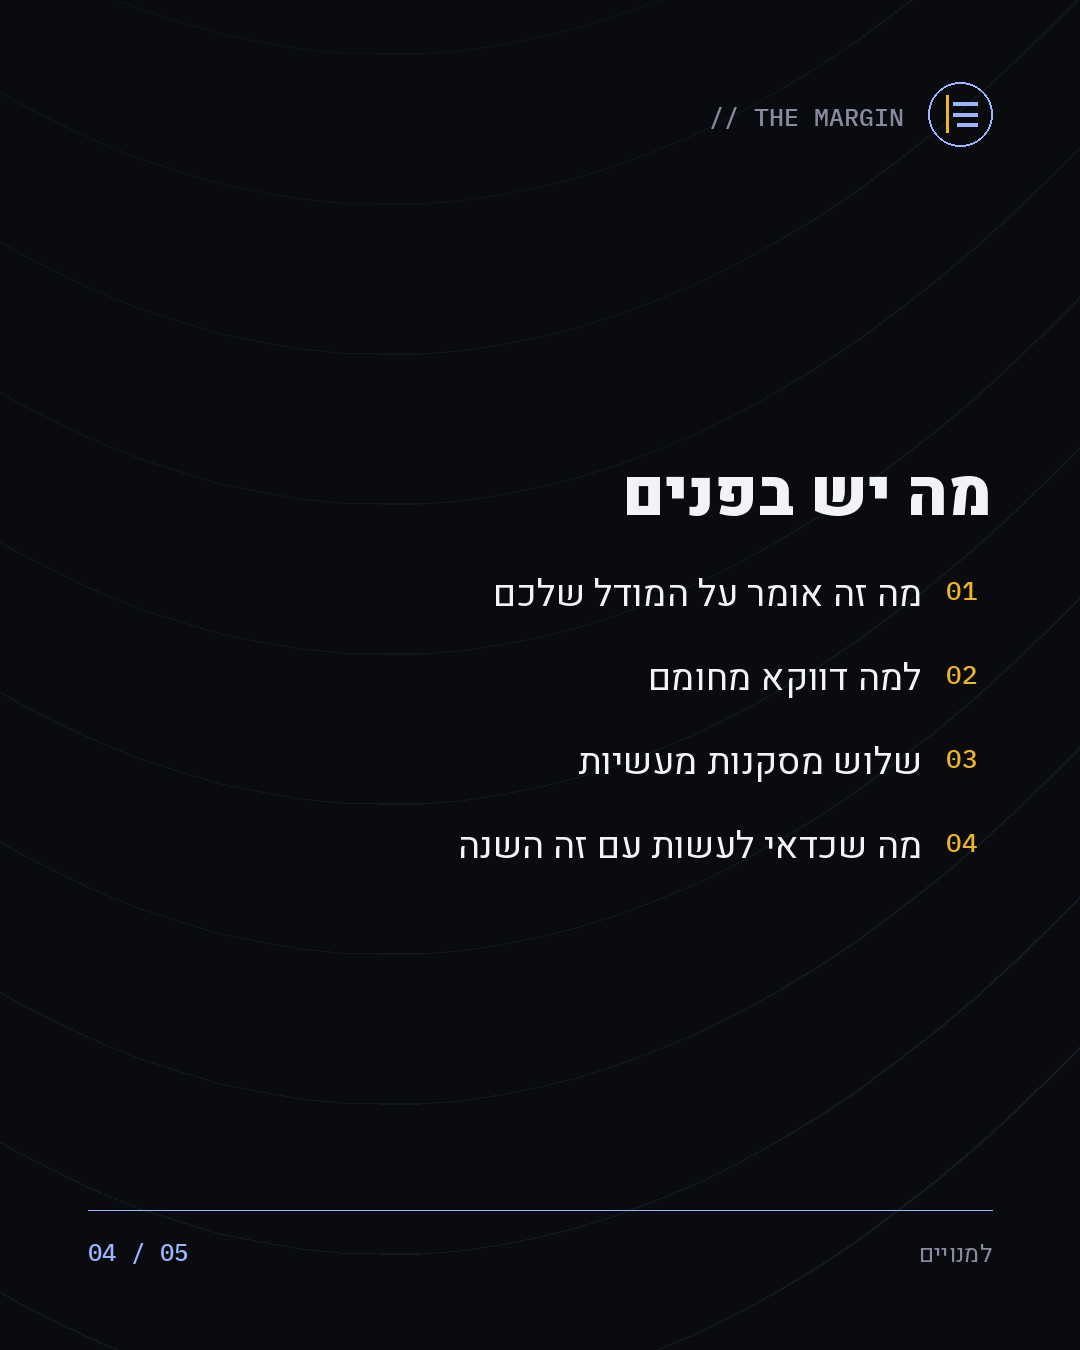 // THE MARGIN
מה יש בפנים
01 מה זה אומר על המודל שלכם
02 למה דווקא מחומם
03 שלוש מסקנות מעשיות
04 מה שכדאי לעשות עם זה השנה
למנויים
04 / 05